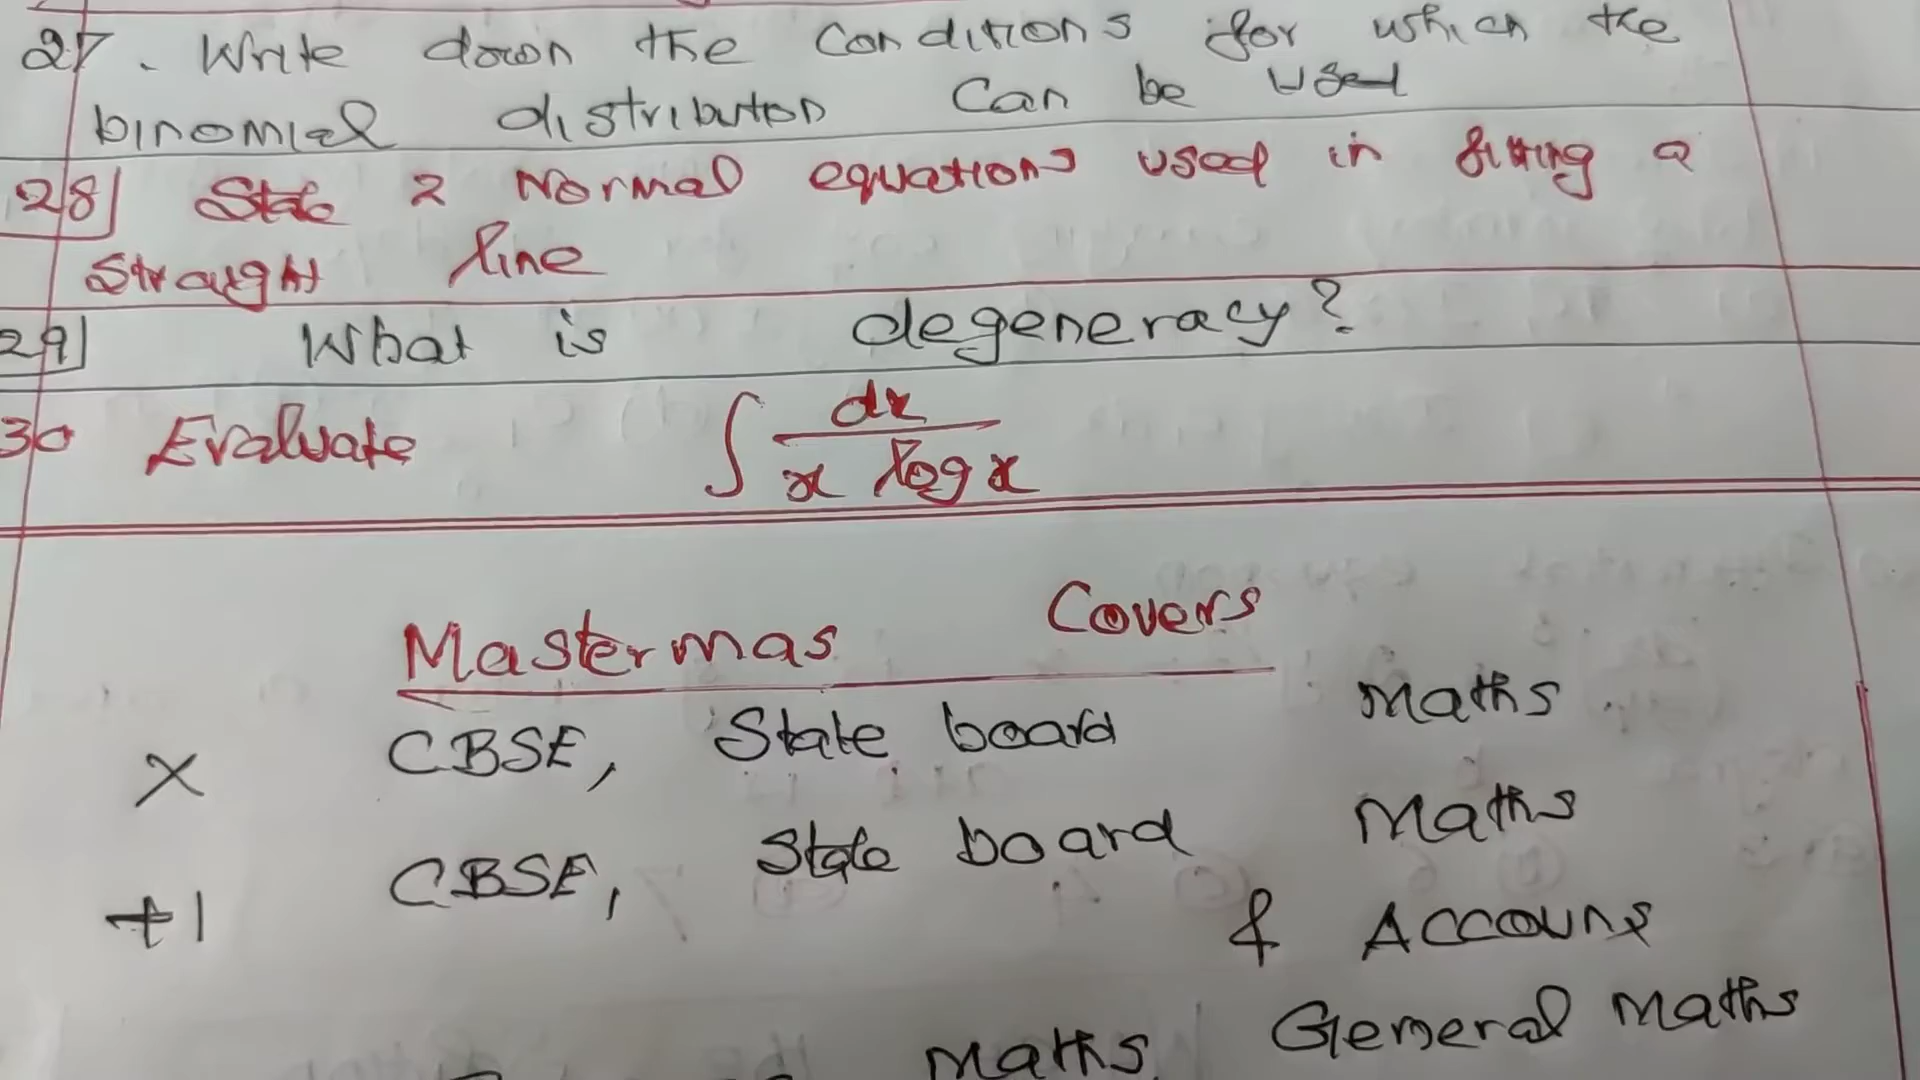 27. Write down the conditions for which the
binomial distribution can be used
28) State 2 Normal equations used in fitting a
straight line
29) What is degeneracy?
30 Evaluate ∫ dx / x log x
Mastermas Covers
X CBSE, State board Maths.
+1 CBSE, State board Maths
& Accouns
Maths, General Maths